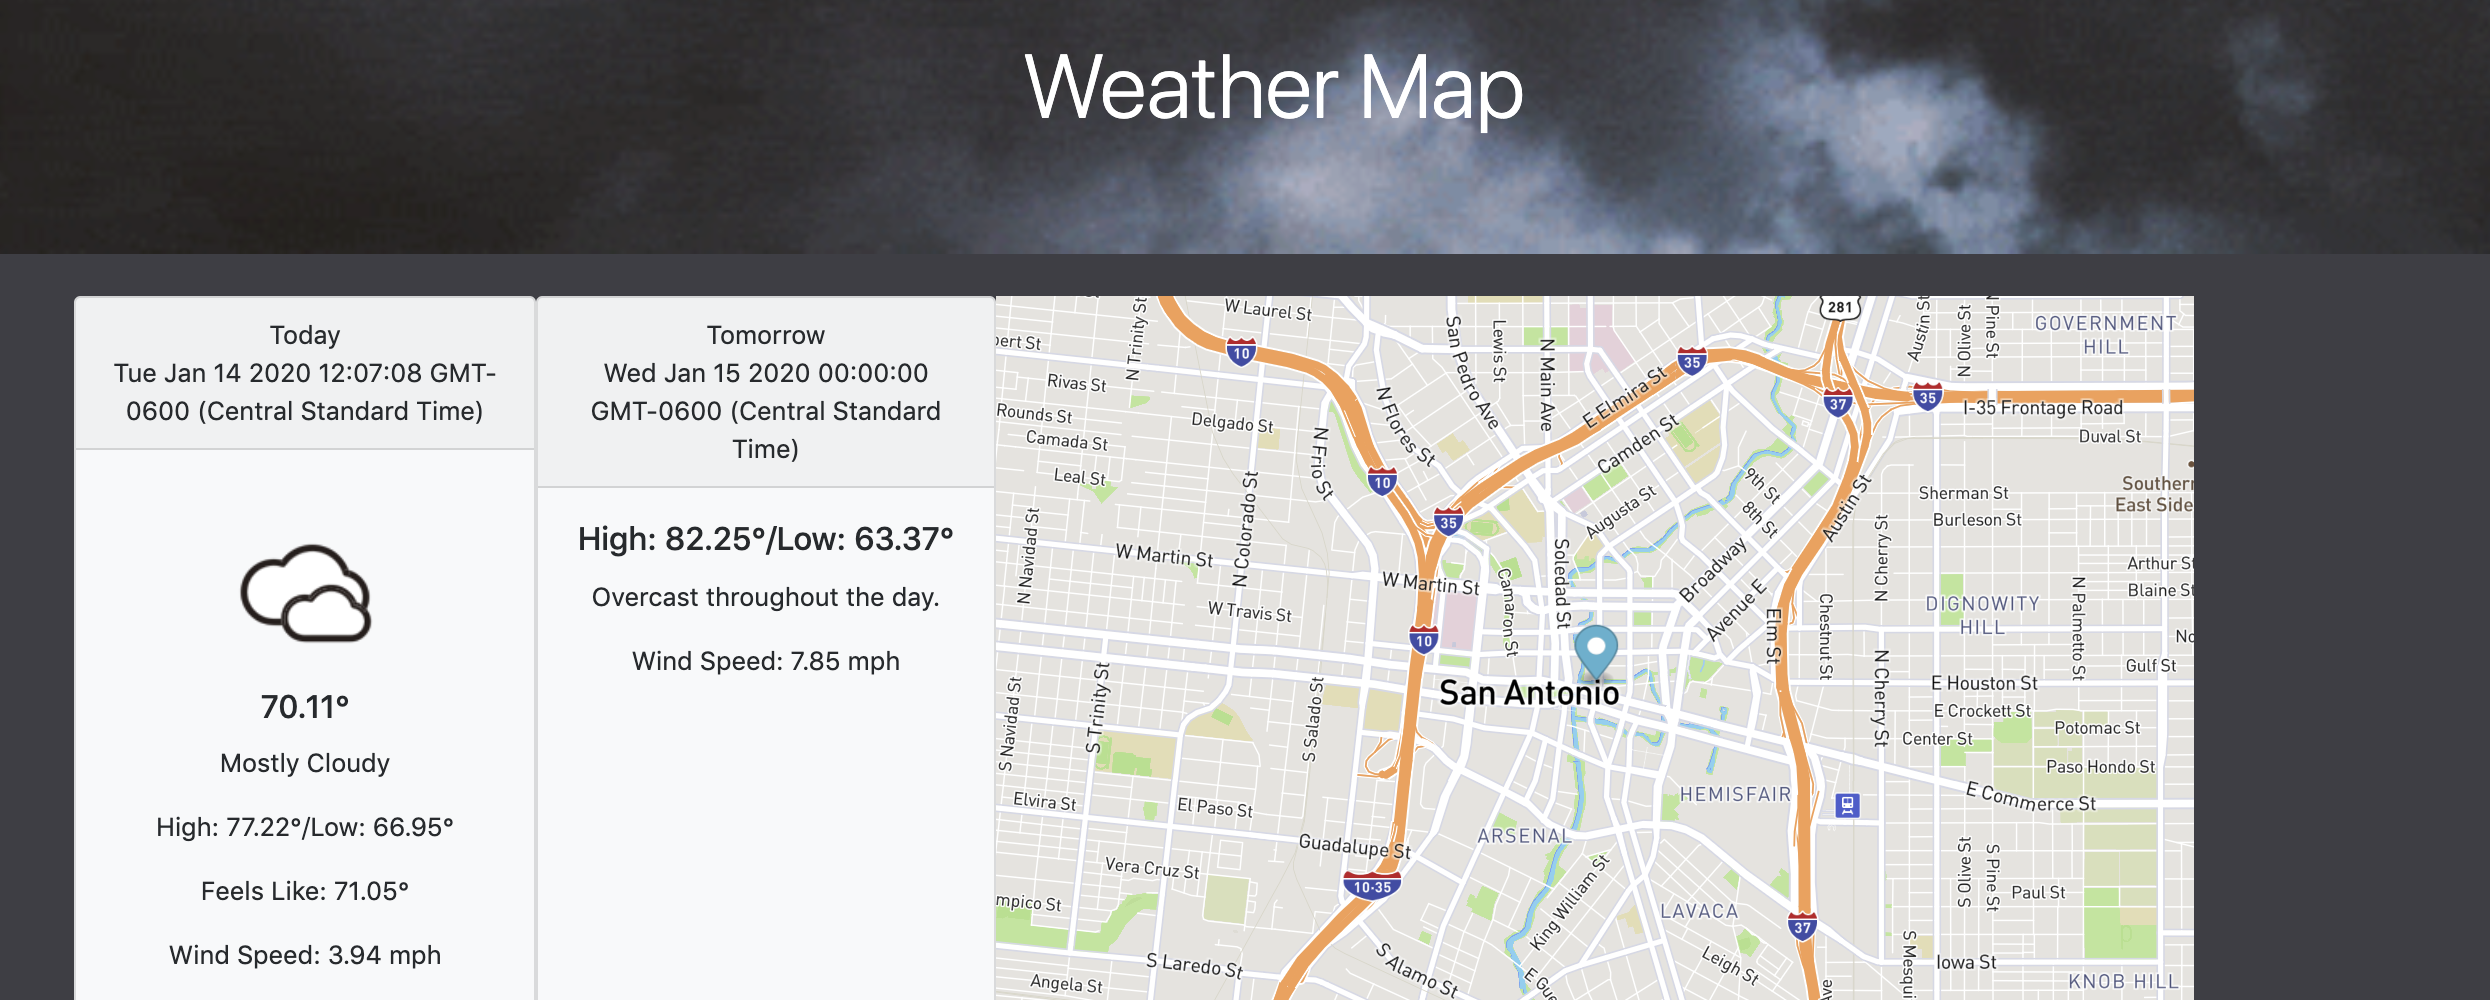 Weather Map
Today
Tue Jan 14 2020 12:07:08 GMT-
0600 (Central Standard Time)
70.11°
Mostly Cloudy
High: 77.22°/Low: 66.95°
Feels Like: 71.05°
Wind Speed: 3.94 mph
Tomorrow
Wed Jan 15 2020 00:00:00
GMT-0600 (Central Standard
Time)
High: 82.25°/Low: 63.37°
Overcast throughout the day.
Wind Speed: 7.85 mph
W Laurel St
N Trinity St
10
San Pedro Ave
Lewis St
N Main Ave
35
E Elmira St
281
Austin St
N Olive St
N Pine St
GOVERNMENT
HILL
Rivas St
Rounds St
Camada St
Leal St
Delgado St
N Frio St
N Flores St
Camden St
37
35
I-35 Frontage Road
Duval St
10
35
N Colorado St
N Navidad St
Augusta St
9th St
8th St
Austin St
Sherman St
Burleson St
Southern
East Side
W Martin St
W Martin St
W Travis St
Camaron St
Soledad St
Broadway
Avenue E
Elm St
Chestnut St
N Cherry St
DIGNOWITY
HILL
N Palmetto St
Arthur St
Blaine St
No
Gulf St
10
San Antonio
N Cherry St
E Houston St
E Crockett St
Center St
Potomac St
Paso Hondo St
E Commerce St
S Navidad St
S Trinity St
S Salado St
Elvira St
El Paso St
Guadalupe St
Vera Cruz St
10-35
ARSENAL
HEMISFAIR
King William St
LAVACA
37
S Olive St
S Pine St
Paul St
mpico St
S Laredo St
Angela St
S Alamo St
E Gue
Leigh St
S Mesqui
Iowa St
KNOB HILL